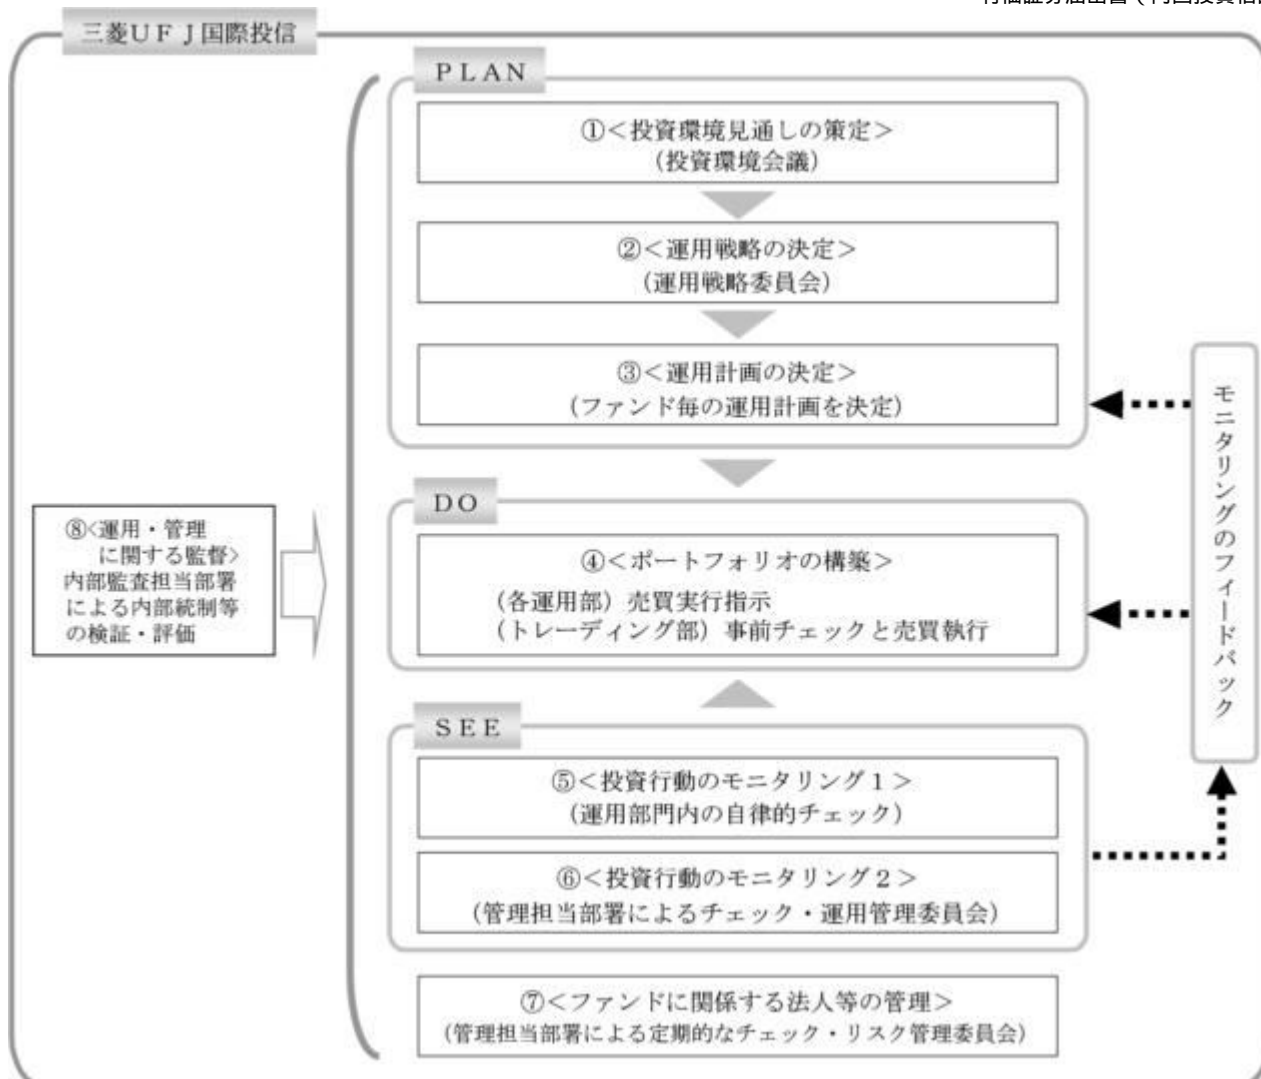 三菱ＵＦＪ国際投信
ＰＬＡＮ
①＜投資環境見通しの策定＞
（投資環境会議）
②＜運用戦略の決定＞
（運用戦略委員会）
③＜運用計画の決定＞
（ファンド毎の運用計画を決定）
ＤＯ
④＜ポートフォリオの構築＞
（各運用部）売買実行指示
（トレーディング部）事前チェックと売買執行
ＳＥＥ
⑤＜投資行動のモニタリング１＞
（運用部門内の自律的チェック）
⑥＜投資行動のモニタリング２＞
（管理担当部署によるチェック・運用管理委員会）
⑦＜ファンドに関係する法人等の管理＞
（管理担当部署による定期的なチェック・リスク管理委員会）
⑧＜運用・管理
に関する監督＞
内部監査担当部署
による内部統制等
の検証・評価
モニタリングのフィードバック